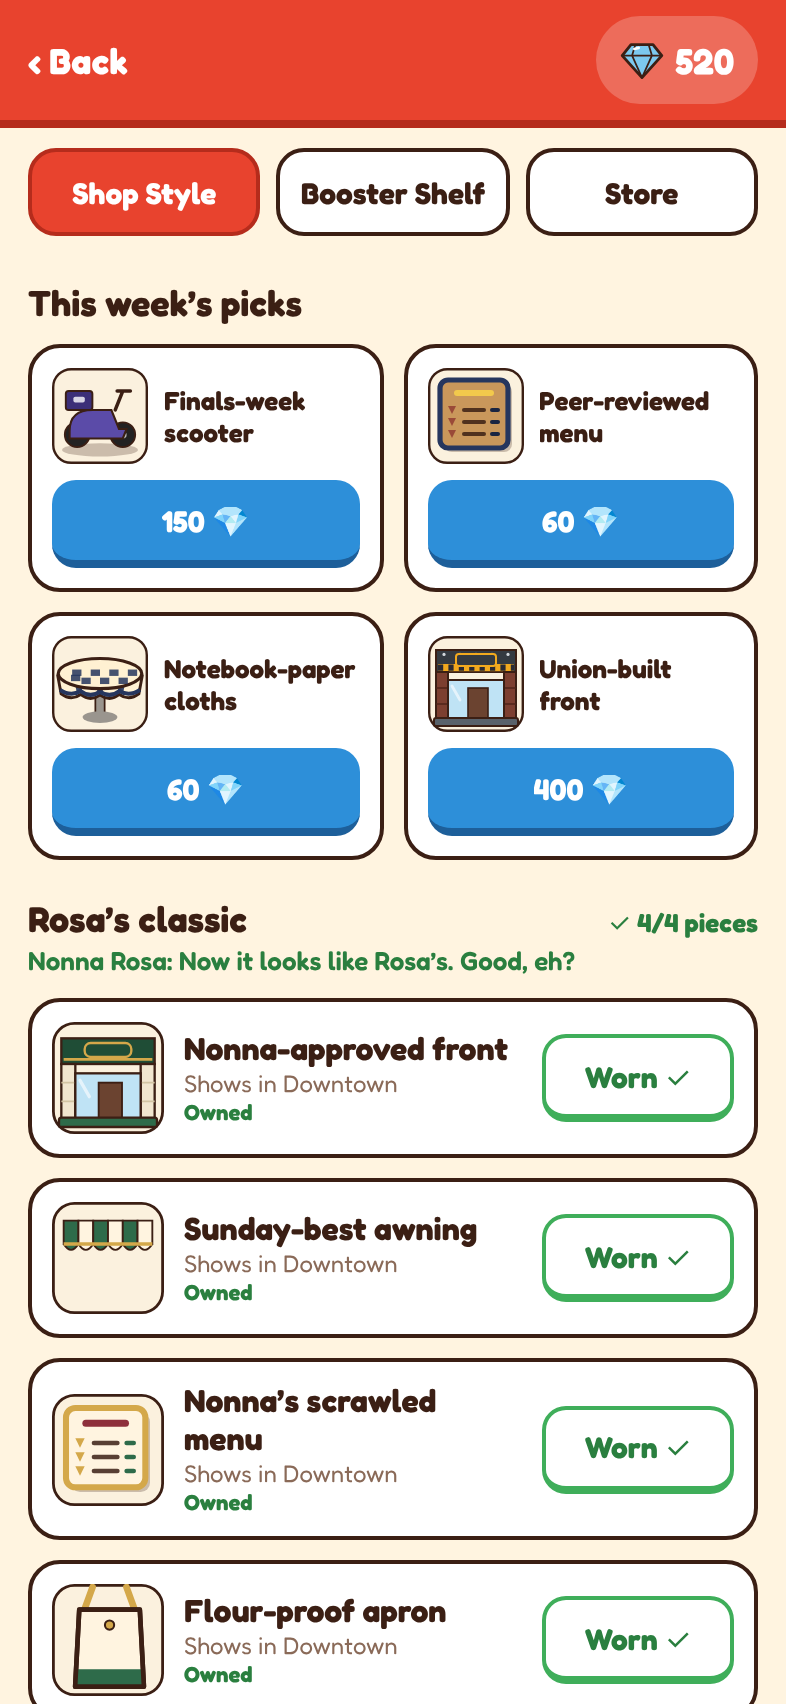 ‹ Back
520
Shop Style
Booster Shelf
Store
This week’s picks
Finals-week
scooter
150 💎
Peer-reviewed
menu
60 💎
Notebook-paper
cloths
60 💎
Union-built
front
400 💎
Rosa’s classic
✓ 4/4 pieces
Nonna Rosa: Now it looks like Rosa’s. Good, eh?
Nonna-approved front
Shows in Downtown
Owned
Worn ✓
Sunday-best awning
Shows in Downtown
Owned
Worn ✓
Nonna’s scrawled
menu
Shows in Downtown
Owned
Worn ✓
Flour-proof apron
Shows in Downtown
Owned
Worn ✓